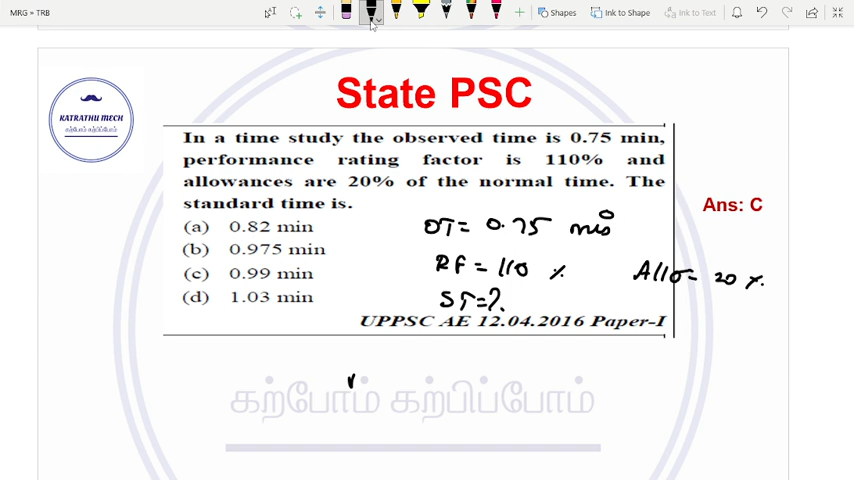 MRG = TRB
Shapes
Ink to Shape
Ink to Text
State PSC
KATRATHU MECH
கற்போம் கற்பிப்போம்
In a time study the observed time is 0.75 min,
performance rating factor is 110% and
allowances are 20% of the normal time. The
standard time is.
Ans: C
(a) 0.82 min
(b) 0.975 min
(c) 0.99 min
(d) 1.03 min
OT = 0.75 min
RF = 110 %
Allo = 20 %.
ST = ?.
UPPSC AE 12.04.2016 Paper-I
கற்போம் கற்பிப்போம்